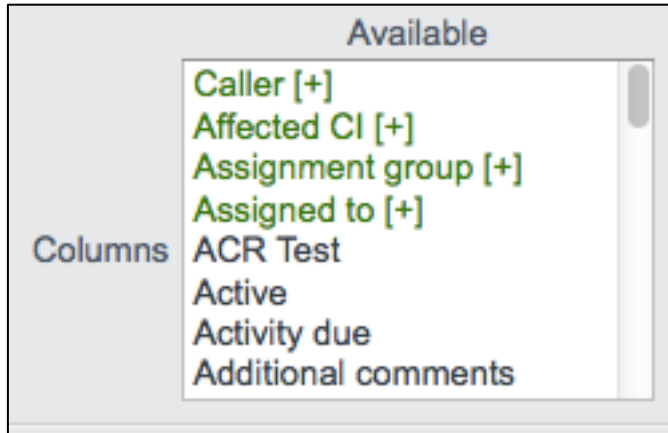 Available
Caller [+]
Affected CI [+]
Assignment group [+]
Assigned to [+]
Columns ACR Test
Active
Activity due
Additional comments